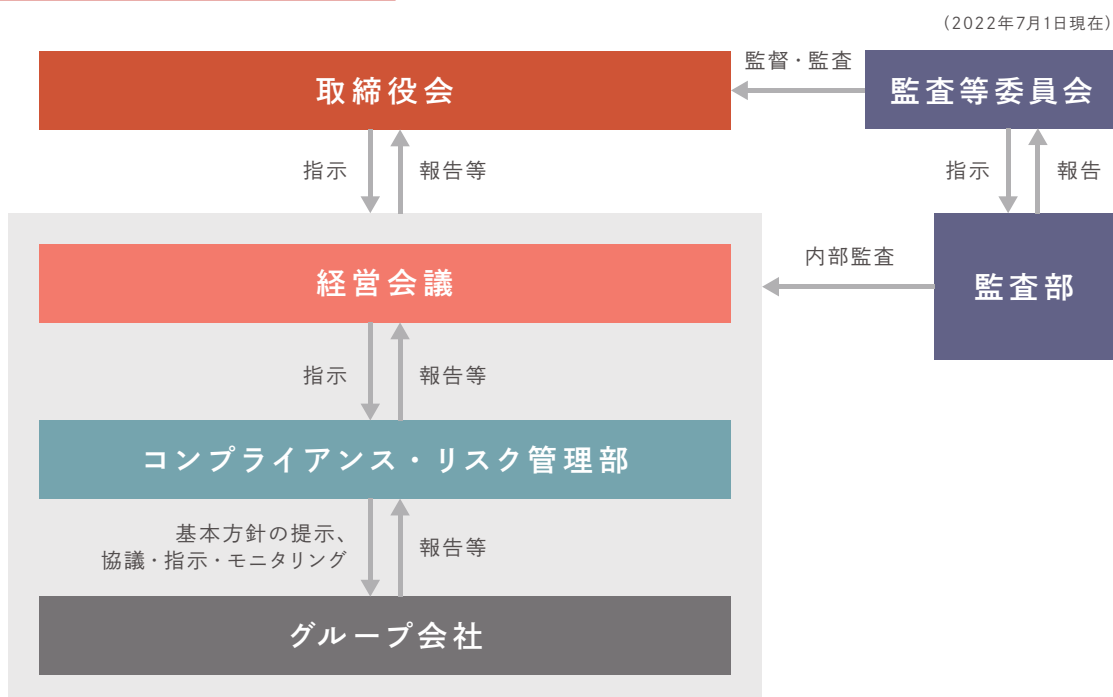 (2022年7月1日現在)
取締役会
監督・監査
監査等委員会
指示
報告等
指示
報告
経営会議
内部監査
監査部
指示
報告等
コンプライアンス・リスク管理部
基本方針の提示、
協議・指示・モニタリング
報告等
グループ会社